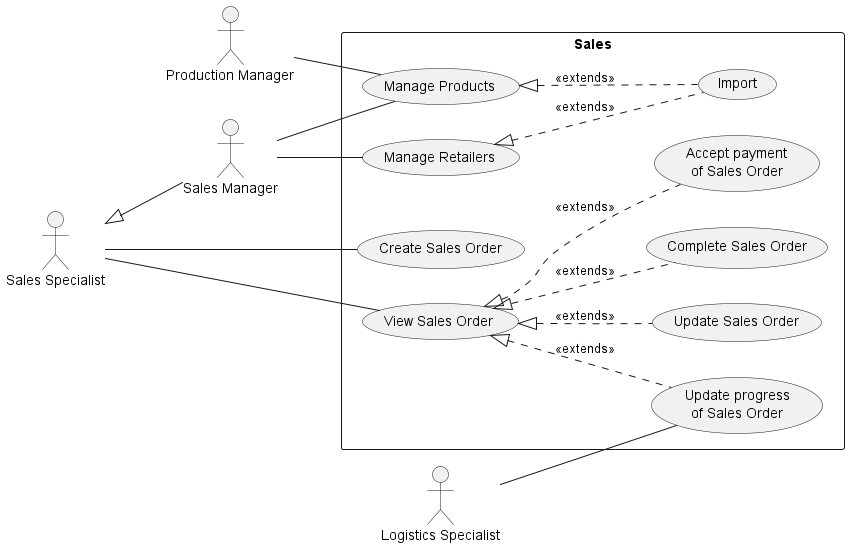 Sales
Production Manager
Manage Products
«extends»
Import
«extends»
Sales Manager
Manage Retailers
Accept payment
of Sales Order
«extends»
Sales Specialist
Create Sales Order
Complete Sales Order
«extends»
View Sales Order
«extends»
Update Sales Order
«extends»
Update progress
of Sales Order
Logistics Specialist